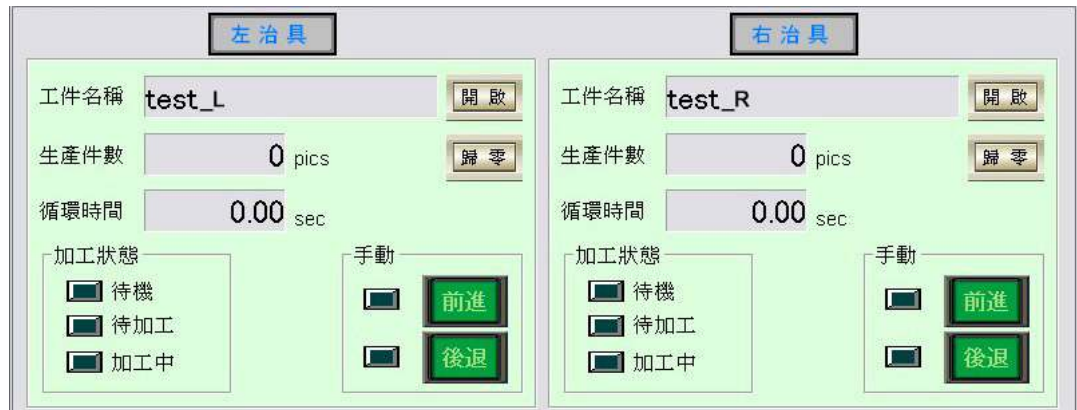 左治具
工件名稱 test_L 開啟
生產件數 0 pics 歸零
循環時間 0.00 sec
加工狀態
待機
待加工
加工中
手動
前進
後退
右治具
工件名稱 test_R 開啟
生產件數 0 pics 歸零
循環時間 0.00 sec
加工狀態
待機
待加工
加工中
手動
前進
後退